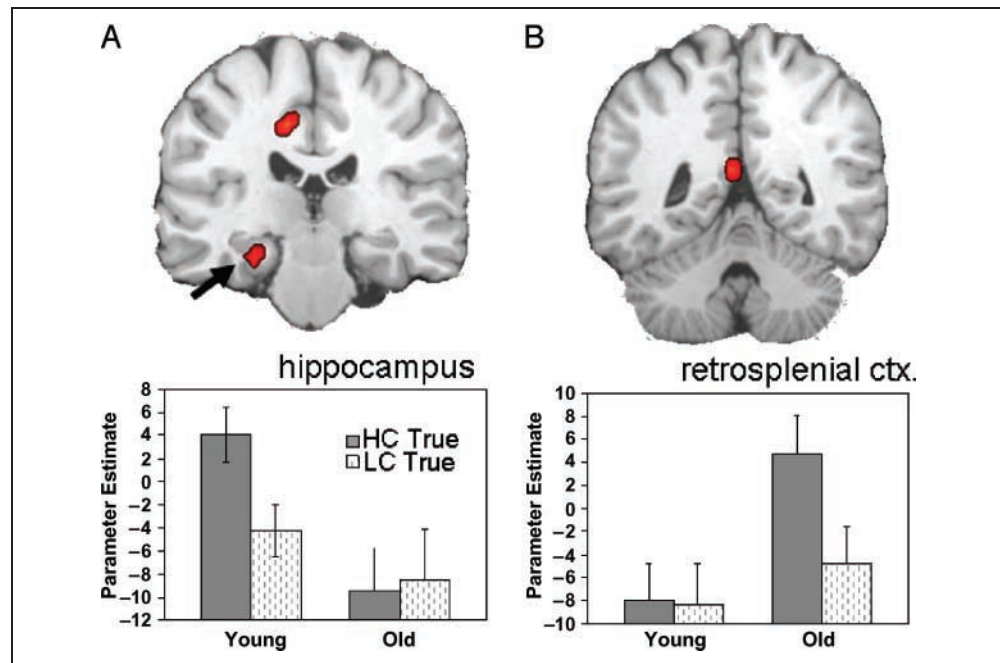 A
B
hippocampus
8
6
4
2
0
−2
−4
−6
−8
−10
−12
Parameter Estimate
HC True
LC True
Young Old
retrosplenial ctx.
10
8
6
4
2
0
−2
−4
−6
−8
−10
Parameter Estimate
Young Old